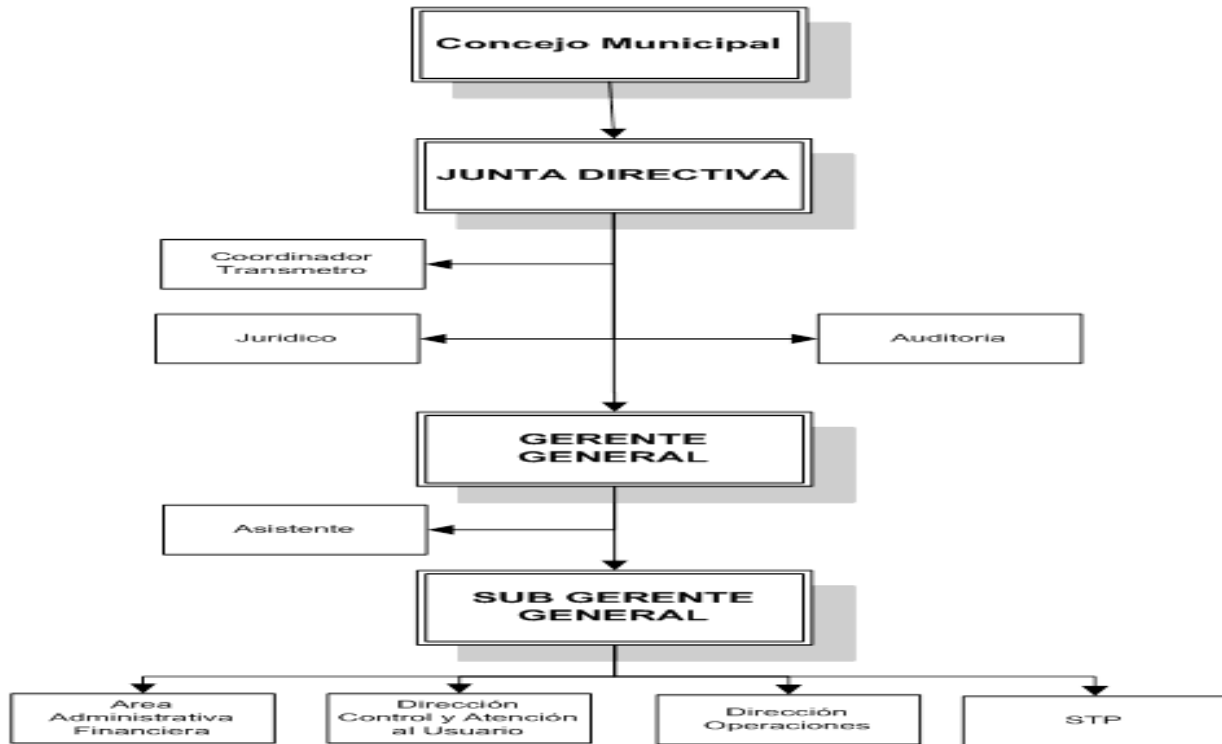 Concejo Municipal
JUNTA DIRECTIVA
Coordinador
Transmetro
Juridico
Auditoria
GERENTE
GENERAL
Asistente
SUB GERENTE
GENERAL
Area
Administrativa
Financiera
Dirección
Control y Atención
al Usuario
Dirección
Operaciones
STP